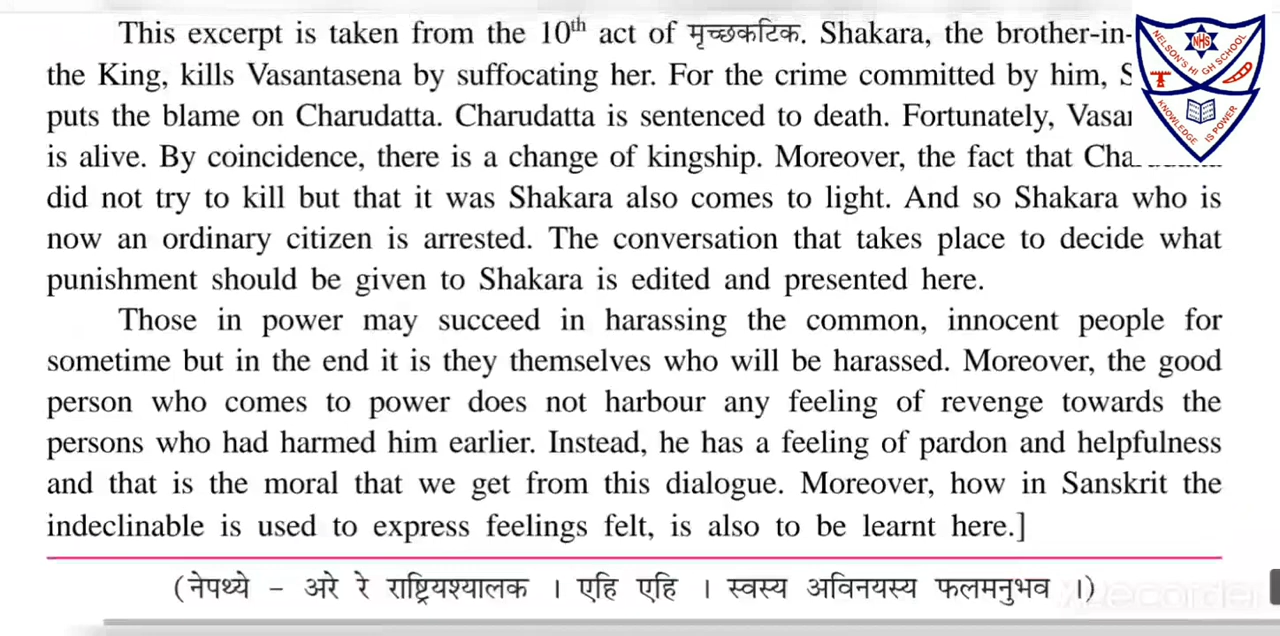 This excerpt is taken from the 10th act of मृच्छकटिक. Shakara, the brother-in-
the King, kills Vasantasena by suffocating her. For the crime committed by him, S
puts the blame on Charudatta. Charudatta is sentenced to death. Fortunately, Vasan
is alive. By coincidence, there is a change of kingship. Moreover, the fact that Cha
did not try to kill but that it was Shakara also comes to light. And so Shakara who is
now an ordinary citizen is arrested. The conversation that takes place to decide what
punishment should be given to Shakara is edited and presented here.
Those in power may succeed in harassing the common, innocent people for
sometime but in the end it is they themselves who will be harassed. Moreover, the good
person who comes to power does not harbour any feeling of revenge towards the
persons who had harmed him earlier. Instead, he has a feeling of pardon and helpfulness
and that is the moral that we get from this dialogue. Moreover, how in Sanskrit the
indeclinable is used to express feelings felt, is also to be learnt here.]
(नेपथ्ये – अरे रे राष्ट्रियश्यालक । एहि एहि । स्वस्य अविनयस्य फलमनुभव ।)
NELSON'S HIGH SCHOOL
NHS
KNOWLEDGE IS POWER